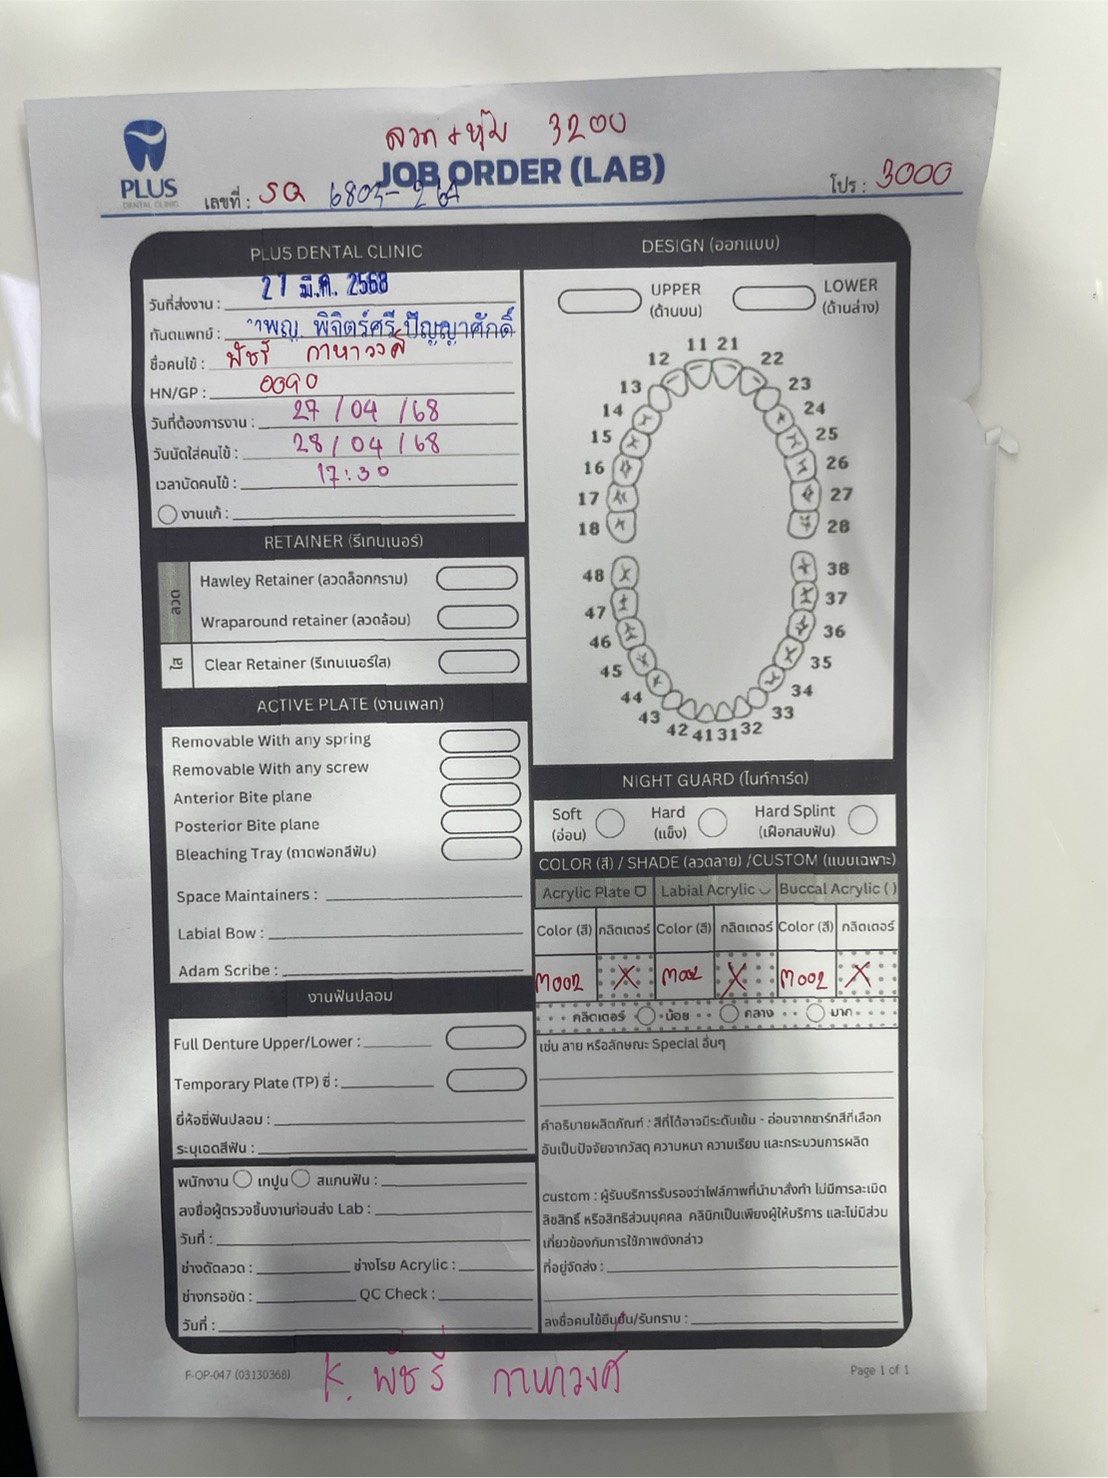 ลวด + หุ้ม 3200
PLUS
DENTAL CLINIC
JOB ORDER (LAB)
เลขที่ : SQ 6803-
โปร : 3000
PLUS DENTAL CLINIC
วันที่ส่งงาน : 27 มี.ค. 2568
ทันตแพทย์ : พิจิตร์ศรี ปัญญาศักดิ์
ชื่อคนไข้ : พัชรี กาหาวงศ์
HN/GP : 0090
วันที่ต้องการงาน : 27 / 04 / 68
วันนัดใส่คนไข้ : 28 / 04 / 68
เวลานัดคนไข้ : 17:30
งานแก้ :
DESIGN (ออกแบบ)
UPPER
(ด้านบน)
LOWER
(ด้านล่าง)
11 21
12 22
13 23
14 24
15 25
16 26
17 27
18 28
48 38
47 37
46 36
45 35
44 34
43 33
42 41 31 32
RETAINER (รีเทนเนอร์)
ลวด
Hawley Retainer (ลวดล็อกกราม)
Wraparound retainer (ลวดล้อม)
ใส
Clear Retainer (รีเทนเนอร์ใส)
ACTIVE PLATE (งานเพลท)
Removable With any spring
Removable With any screw
Anterior Bite plane
Posterior Bite plane
Bleaching Tray (ถาดฟอกสีฟัน)
Space Maintainers :
Labial Bow :
Adam Scribe :
NIGHT GUARD (ไนท์การ์ด)
Soft
(อ่อน)
Hard
(แข็ง)
Hard Splint
(เฝือกสบฟัน)
COLOR (สี) / SHADE (ลวดลาย) /CUSTOM (แบบเฉพาะ)
Acrylic Plate Labial Acrylic Buccal Acrylic ( )
Color (สี) กลิตเตอร์ Color (สี) กลิตเตอร์ Color (สี) กลิตเตอร์
M002 X M002 X M002 X
กลิตเตอร์ น้อย กลาง มาก
เช่น ลาย หรือลักษณะ Special อื่นๆ
งานฟันปลอม
Full Denture Upper/Lower :
Temporary Plate (TP) ซี่ :
ยี่ห้อซี่ฟันปลอม :
ระบุเฉดสีฟัน :
คำอธิบายผลิตภัณฑ์ : สีที่ได้อาจมีระดับเข้ม - อ่อนจากชาร์ทสีที่เลือก
อันเป็นปัจจัยจากวัสดุ ความหนา ความเรียบ และกระบวนการผลิต
พนักงาน เทปูน สแกนฟัน :
ลงชื่อผู้ตรวจชิ้นงานก่อนส่ง Lab :
วันที่ :
ช่างดัดลวด : ช่างโรย Acrylic :
ช่างกรอขัด : QC Check :
วันที่ :
custom : ผู้รับบริการรับรองว่าไฟล์ภาพที่นำมาสั่งทำ ไม่มีการละเมิด
ลิขสิทธิ์ หรือสิทธิส่วนบุคคล คลินิกเป็นเพียงผู้ให้บริการ และไม่มีส่วน
เกี่ยวข้องกับการใช้ภาพดังกล่าว
ที่อยู่จัดส่ง :
ลงชื่อคนไข้ยืนยัน/รับทราบ :
F-OP-047 (03130368)
K. พัชรี กาหาวงศ์
Page 1 of 1